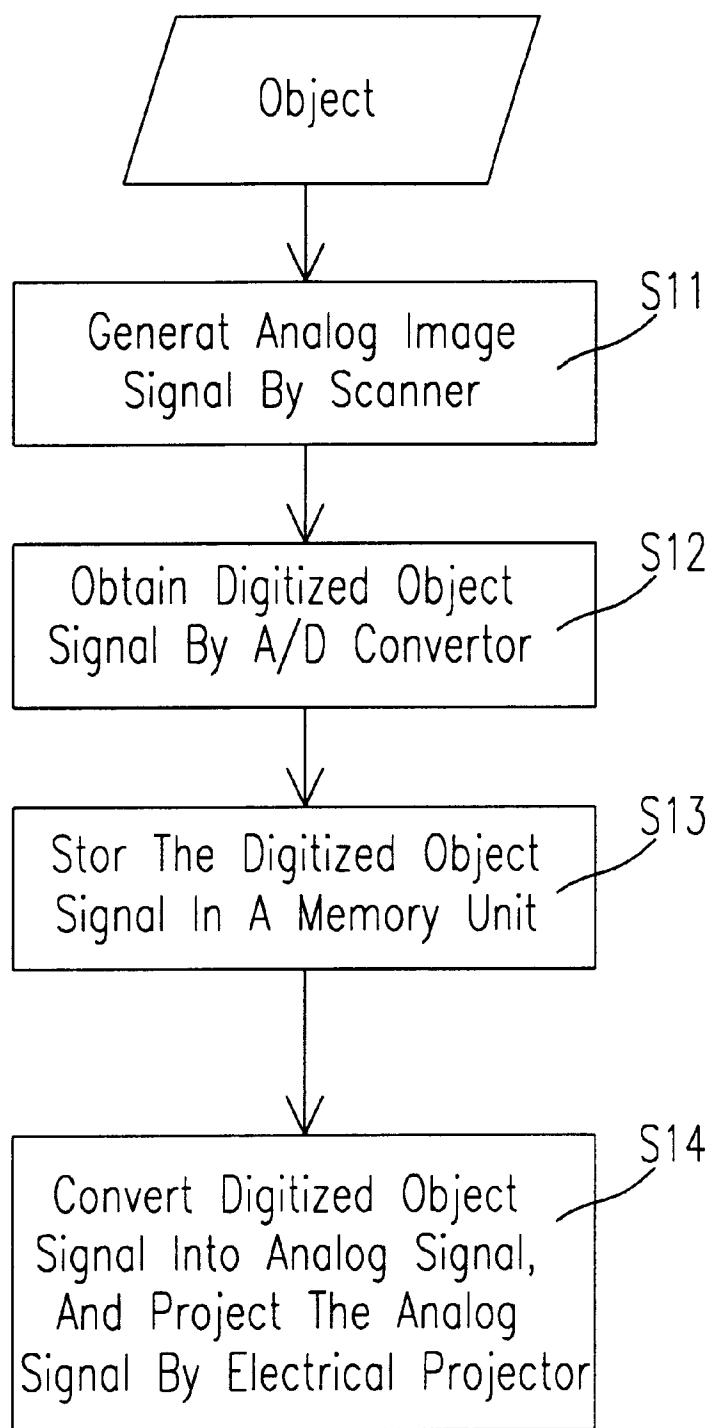 Object
S11
Generat Analog Image
Signal By Scanner
S12
Obtain Digitized Object
Signal By A/D Convertor
S13
Stor The Digitized Object
Signal In A Memory Unit
S14
Convert Digitized Object
Signal Into Analog Signal,
And Project The Analog
Signal By Electrical Projector